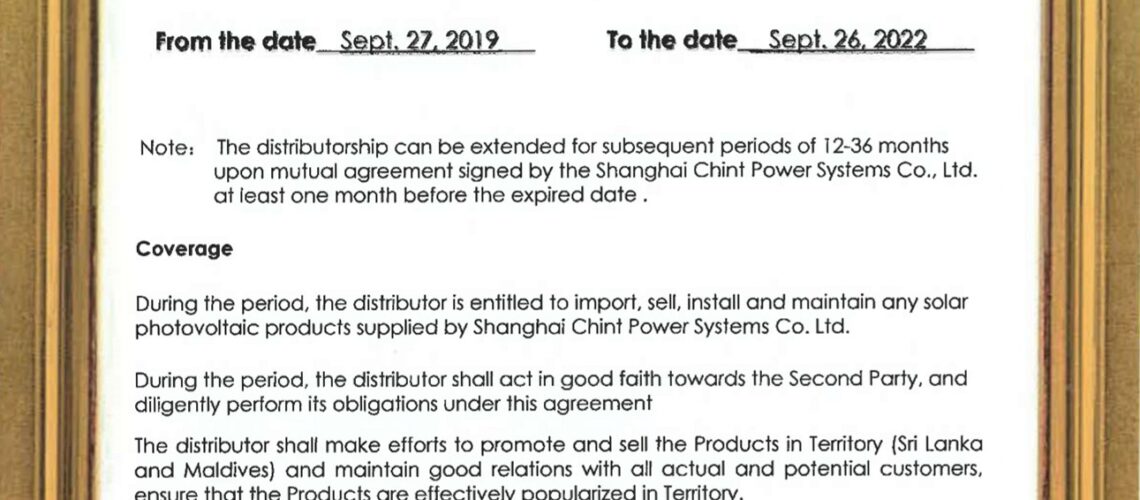 From the date Sept. 27, 2019 To the date Sept. 26, 2022
Note: The distributorship can be extended for subsequent periods of 12-36 months
upon mutual agreement signed by the Shanghai Chint Power Systems Co., Ltd.
at least one month before the expired date .
Coverage
During the period, the distributor is entitled to import, sell, install and maintain any solar
photovoltaic products supplied by Shanghai Chint Power Systems Co. Ltd.
During the period, the distributor shall act in good faith towards the Second Party, and
diligently perform its obligations under this agreement
The distributor shall make efforts to promote and sell the Products in Territory (Sri Lanka
and Maldives) and maintain good relations with all actual and potential customers,
ensure that the Products are effectively popularized in Territory.